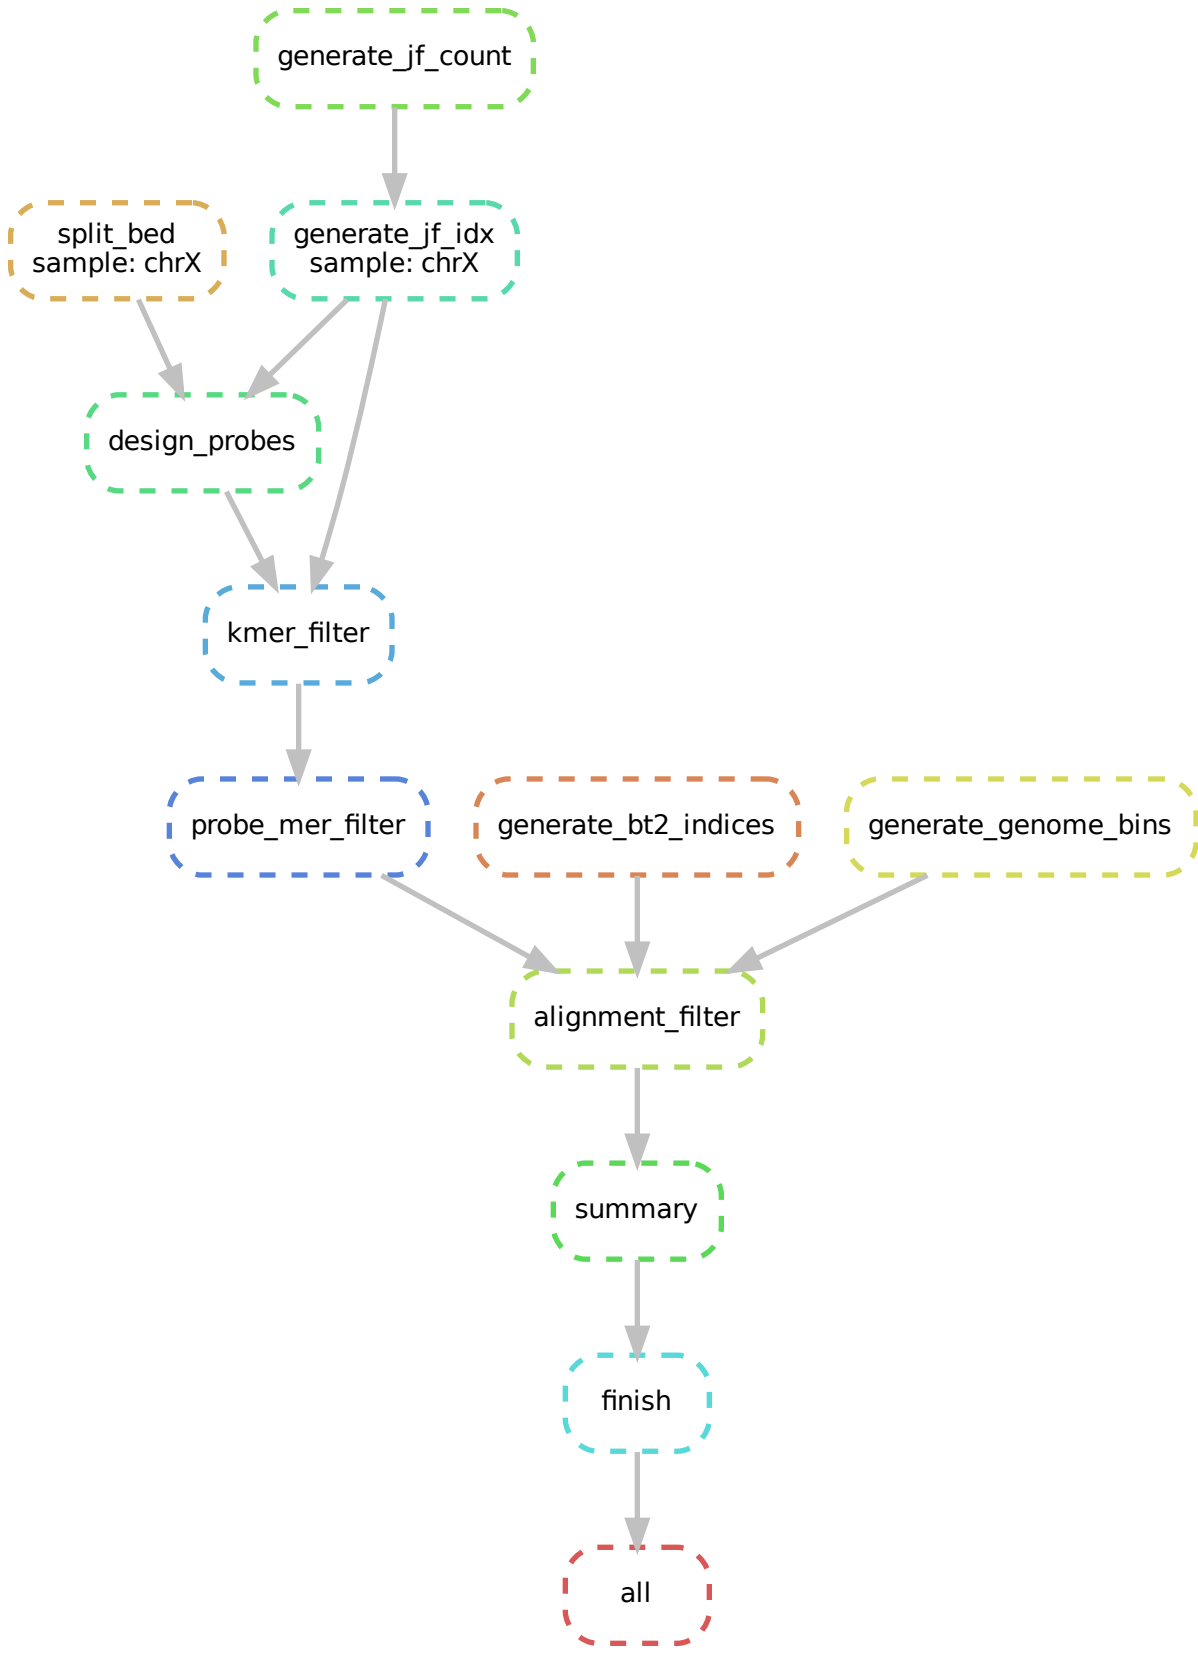 generate_jf_count
split_bed
sample: chrX
generate_jf_idx
sample: chrX
design_probes
kmer_filter
probe_mer_filter
generate_bt2_indices
generate_genome_bins
alignment_filter
summary
finish
all